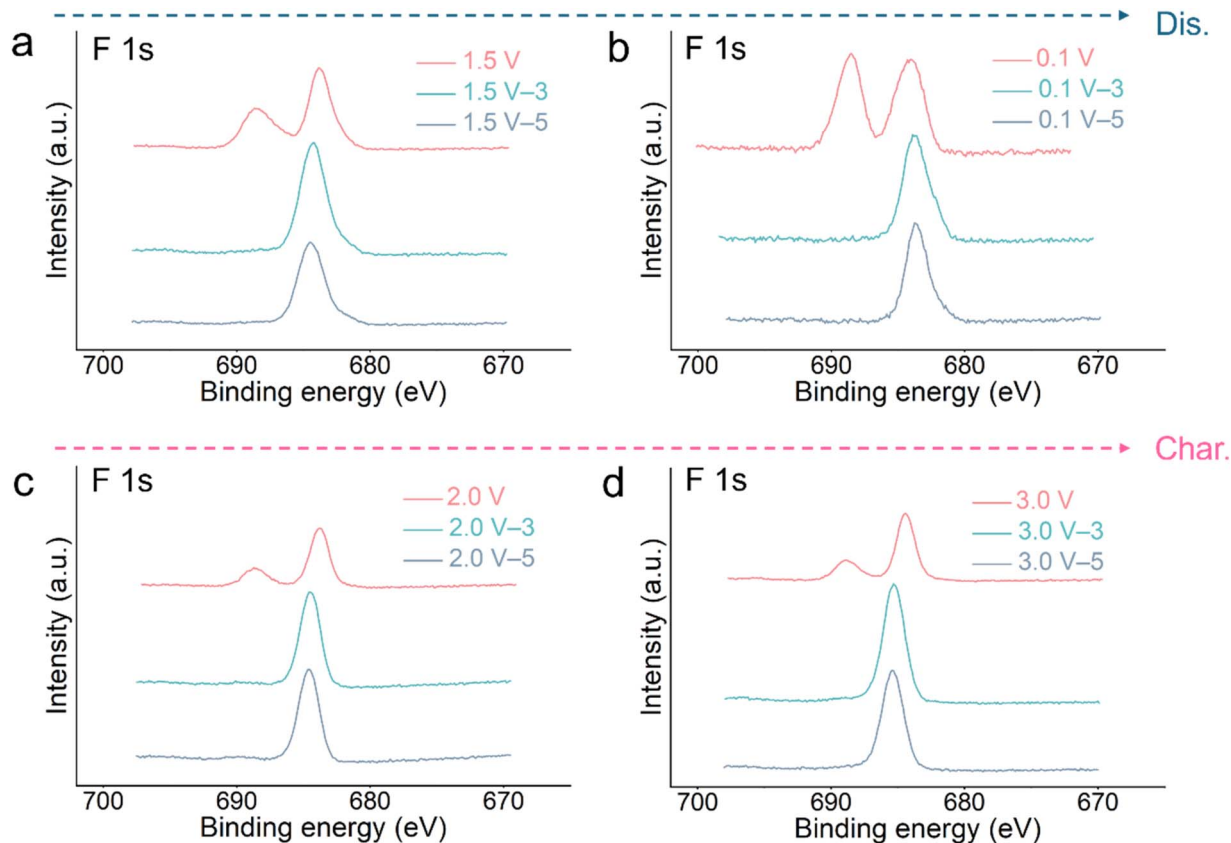 Dis.
a
F 1s
1.5 V
1.5 V–3
1.5 V–5
Intensity (a.u.)
700 690 680 670
Binding energy (eV)
b
F 1s
0.1 V
0.1 V–3
0.1 V–5
Intensity (a.u.)
700 690 680 670
Binding energy (eV)
Char.
c
F 1s
2.0 V
2.0 V–3
2.0 V–5
Intensity (a.u.)
700 690 680 670
Binding energy (eV)
d
F 1s
3.0 V
3.0 V–3
3.0 V–5
Intensity (a.u.)
700 690 680 670
Binding energy (eV)